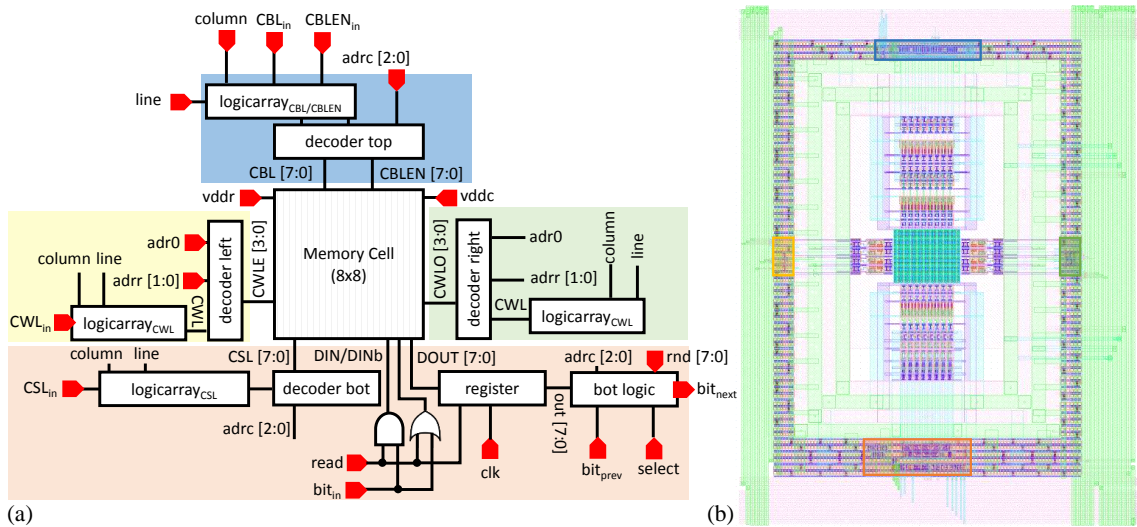 column CBLin CBLENin
adrc [2:0]
line
logicarrayCBL/CBLEN
decoder top
CBL [7:0] CBLEN [7:0]
vddr vddc
Memory Cell
(8x8)
adr0
column line
adrr [1:0]
CWL
CWLin
logicarrayCWL
decoder left
CWLE [3:0]
CWLO [3:0]
decoder right
adr0
adrr [1:0]
CWL
column
line
logicarrayCWL
column line
CSL [7:0] DIN/DINb DOUT [7:0]
adrc [2:0] rnd [7:0]
CSLin
logicarrayCSL
decoder bot
register
bot logic
bitnext
out [7:0]
adrc [2:0]
read
bitin
clk
bitprev
select
(a)
(b)